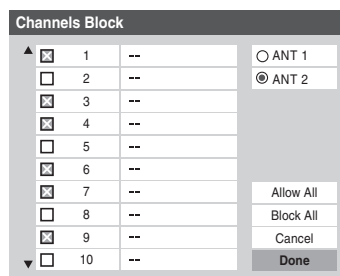 Channels Block
1 -- ANT 1
2 -- ANT 2
3 --
4 --
5 --
6 --
7 -- Allow All
8 -- Block All
9 -- Cancel
10 -- Done